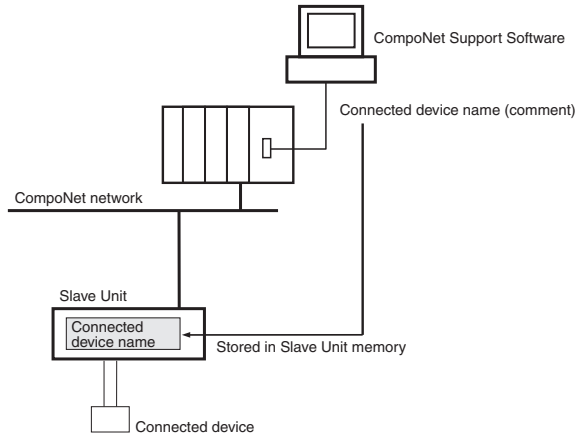 CompoNet Support Software
Connected device name (comment)
CompoNet network
Slave Unit
Connected
device name
Stored in Slave Unit memory
Connected device